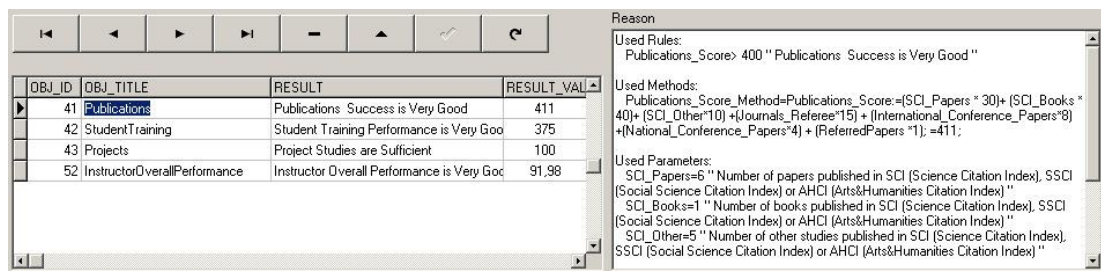 Reason
OBJ_ID OBJ_TITLE RESULT RESULT_VAL
41 Publications Publications Success is Very Good 411
42 StudentTraining Student Training Performance is Very Goo 375
43 Projects Project Studies are Sufficient 100
52 InstructorOverallPerformance Instructor Overall Performance is Very Goo 91,98
Used Rules:
Publications_Score> 400 " Publications Success is Very Good "
Used Methods:
Publications_Score_Method=Publications_Score:=(SCI_Papers * 30)+ (SCI_Books *
40)+ (SCI_Other*10) +(Journals_Referee*15) + (International_Conference_Papers*8)
+(National_Conference_Papers*4) + (ReferredPapers *1); =411;
Used Parameters:
SCI_Papers=6 " Number of papers published in SCI (Science Citation Index), SSCI
(Social Science Citation Index) or AHCI (Arts&Humanities Citation Index) "
SCI_Books=1 " Number of books published in SCI (Science Citation Index), SSCI
(Social Science Citation Index) or AHCI (Arts&Humanities Citation Index) "
SCI_Other=5 " Number of other studies published in SCI (Science Citation Index),
SSCI (Social Science Citation Index) or AHCI (Arts&Humanities Citation Index) "